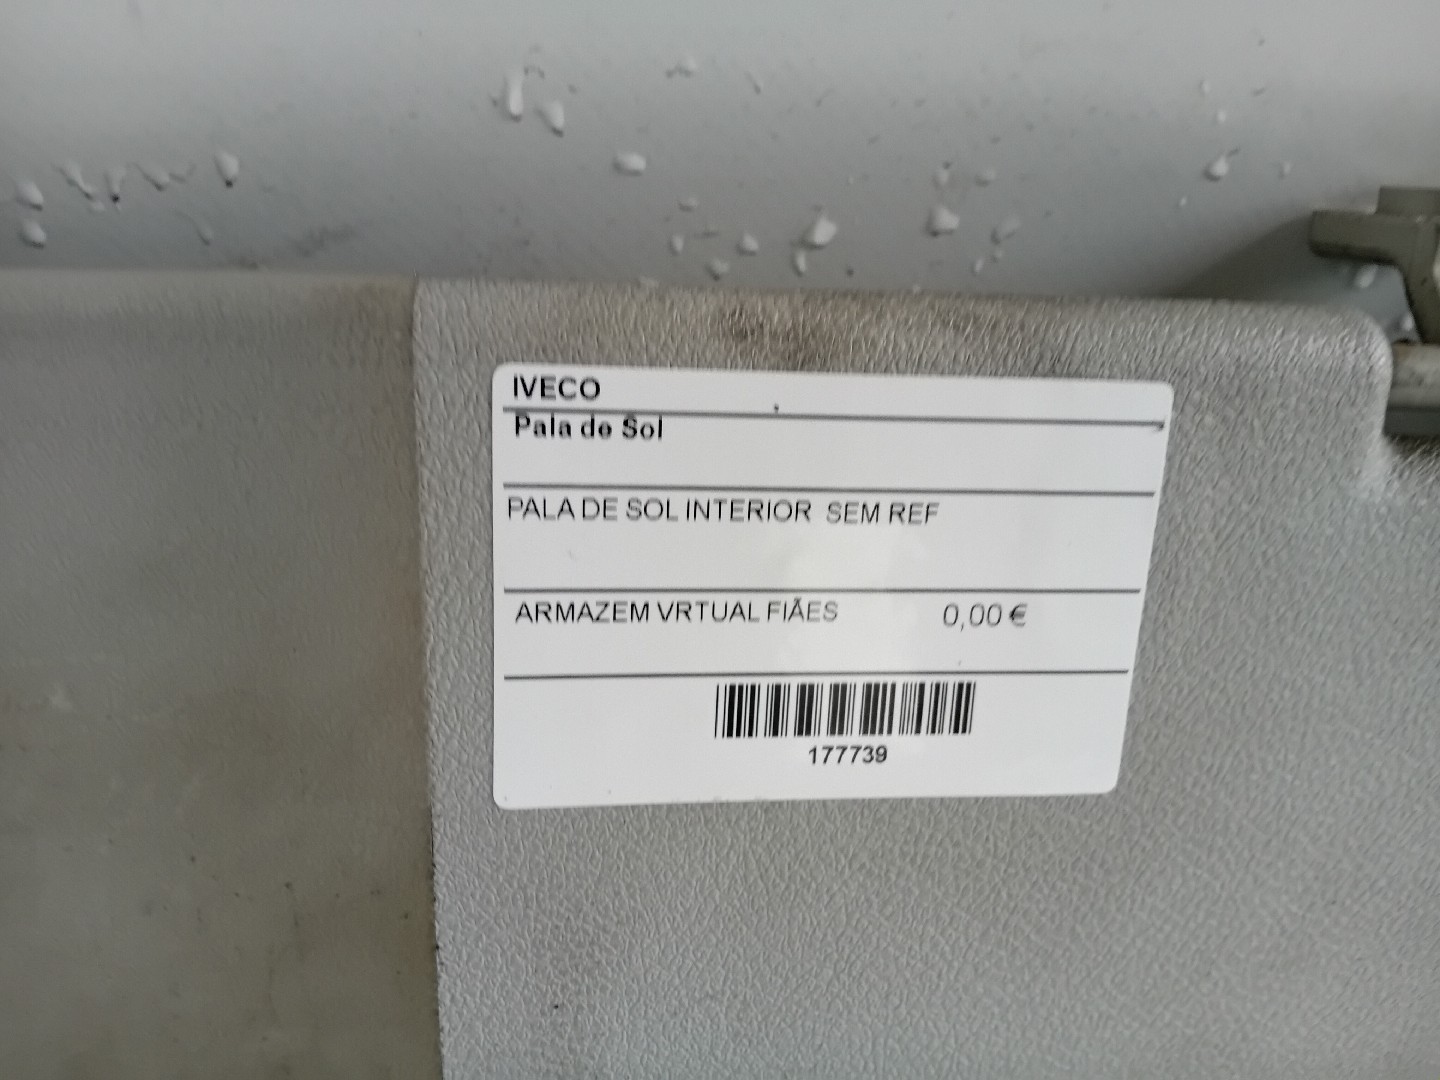 IVECO
Pala de Sol
PALA DE SOL INTERIOR SEM REF
ARMAZEM VRTUAL FIÃES 0,00 €
177739